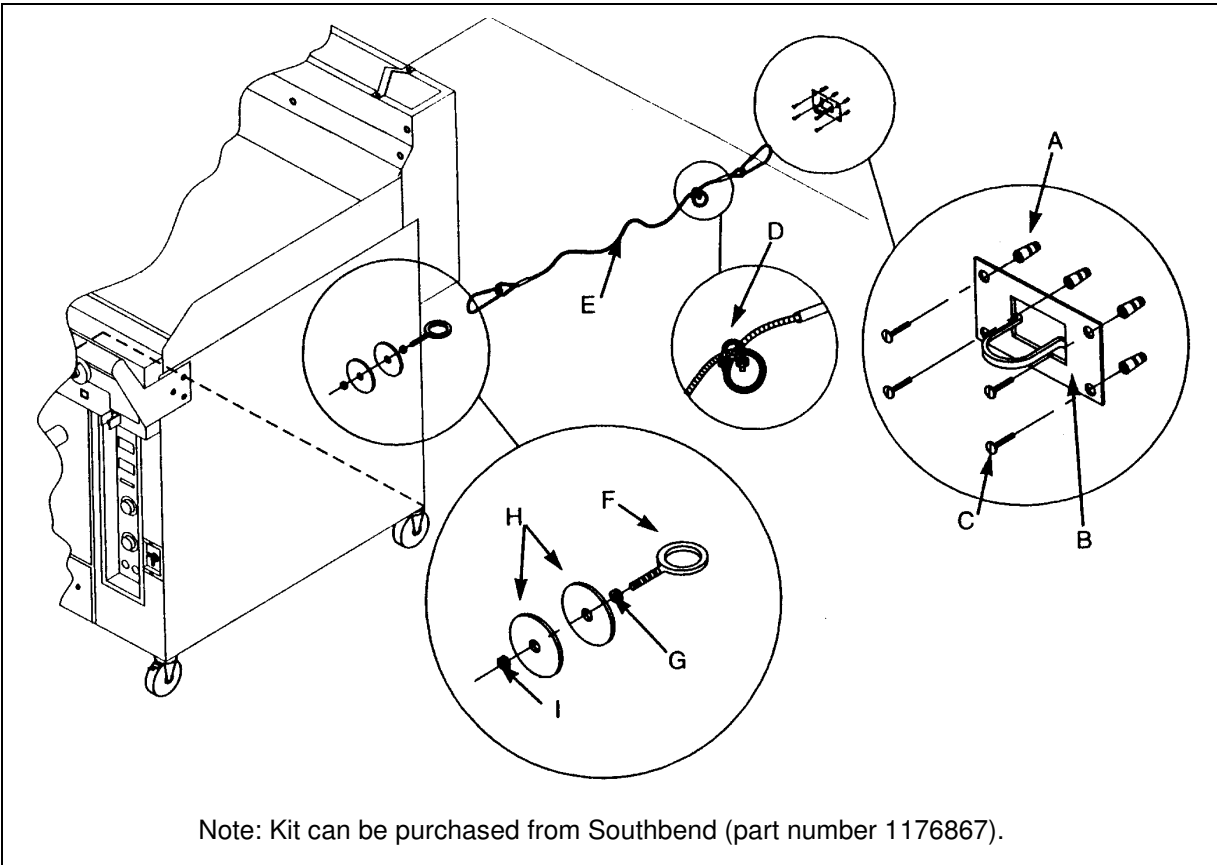 A
D
E
C
B
F
H
G
I
Note: Kit can be purchased from Southbend (part number 1176867).